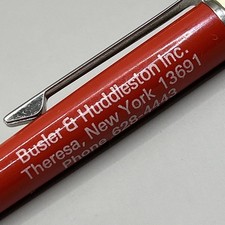 Busler & Huddleston Inc.
Theresa, New York 13691
Phone 628-4443